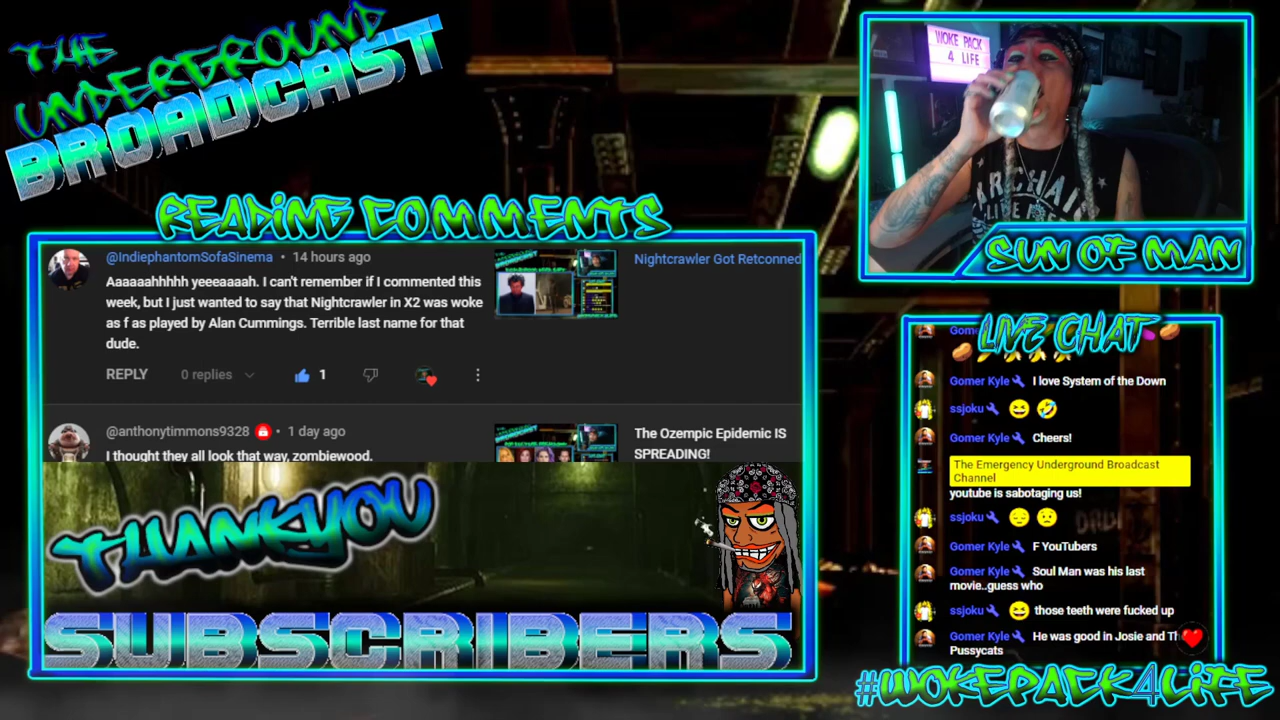 THE
UNDERGROUND
BROADCAST
READING COMMENTS
@IndiephantomSofaSinema • 14 hours ago
Aaaaaahhhhh yeeeaaaah. I can't remember if I commented this
week, but I just wanted to say that Nightcrawler in X2 was woke
as f as played by Alan Cummings. Terrible last name for that
dude.
REPLY 0 replies 1
Nightcrawler Got Retconned
@anthonytimmons9328 • 1 day ago
I thought they all look that way, zombiewood.
The Ozempic Epidemic IS
SPREADING!
THANK YOU
SUBSCRIBERS
WOKE PACK
4 LIFE
SUN OF MAN
LIVE CHAT
Gomer Kyle I love System of the Down
ssjoku
Gomer Kyle Cheers!
The Emergency Underground Broadcast
Channel
youtube is sabotaging us!
ssjoku
Gomer Kyle F YouTubers
Gomer Kyle Soul Man was his last
movie..guess who
ssjoku those teeth were fucked up
Gomer Kyle He was good in Josie and Th
Pussycats
#WOKEPACK4LIFE